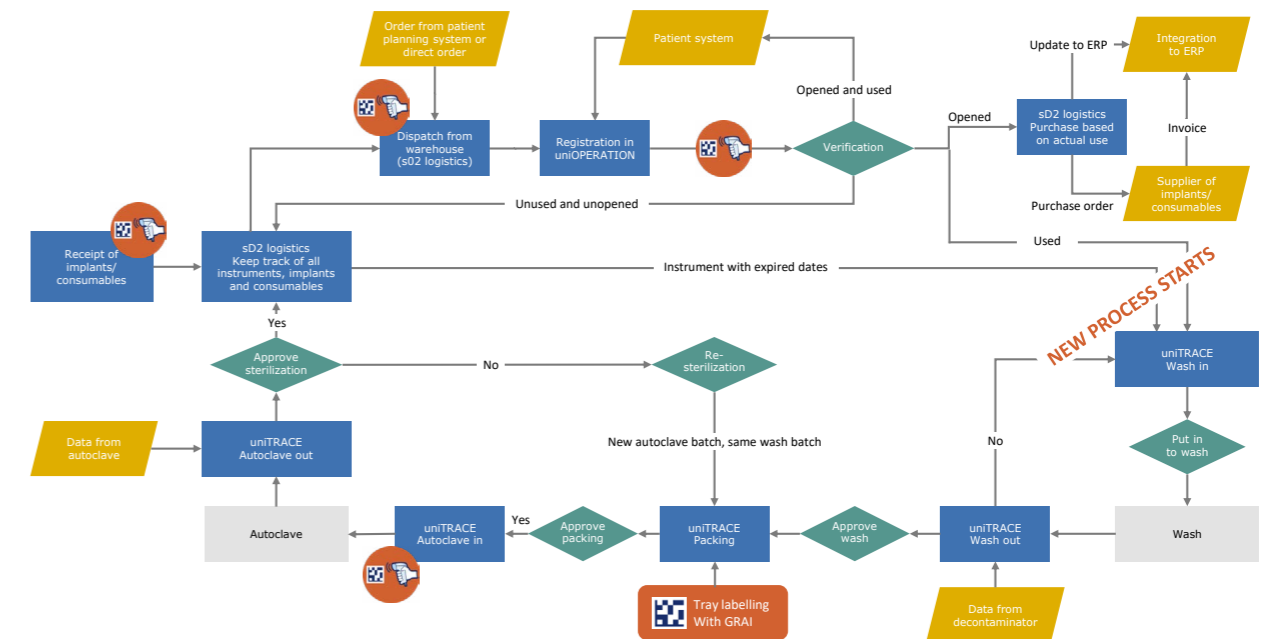 Order from patient
planning system or
direct order
Patient system
Update to ERP
Integration
to ERP
Opened and used
Opened
sD2 logistics
Purchase based
on actual use
Invoice
Dispatch from
warehouse
(s02 logistics)
Registration in
uniOPERATION
Verification
Supplier of
implants/
consumables
Purchase order
Unused and unopened
Used
Receipt of
implants/
consumables
sD2 logistics
Keep track of all
instruments, implants
and consumables
Instrument with expired dates
NEW PROCESS STARTS
Yes
Approve
sterilization
No
Re-
sterilization
uniTRACE
Wash in
Data from
autoclave
uniTRACE
Autoclave out
New autoclave batch, same wash batch
No
Put in
to wash
Autoclave
uniTRACE
Autoclave in
Yes
Approve
packing
uniTRACE
Packing
Approve
wash
uniTRACE
Wash out
Wash
Tray labelling
With GRAI
Data from
decontaminator